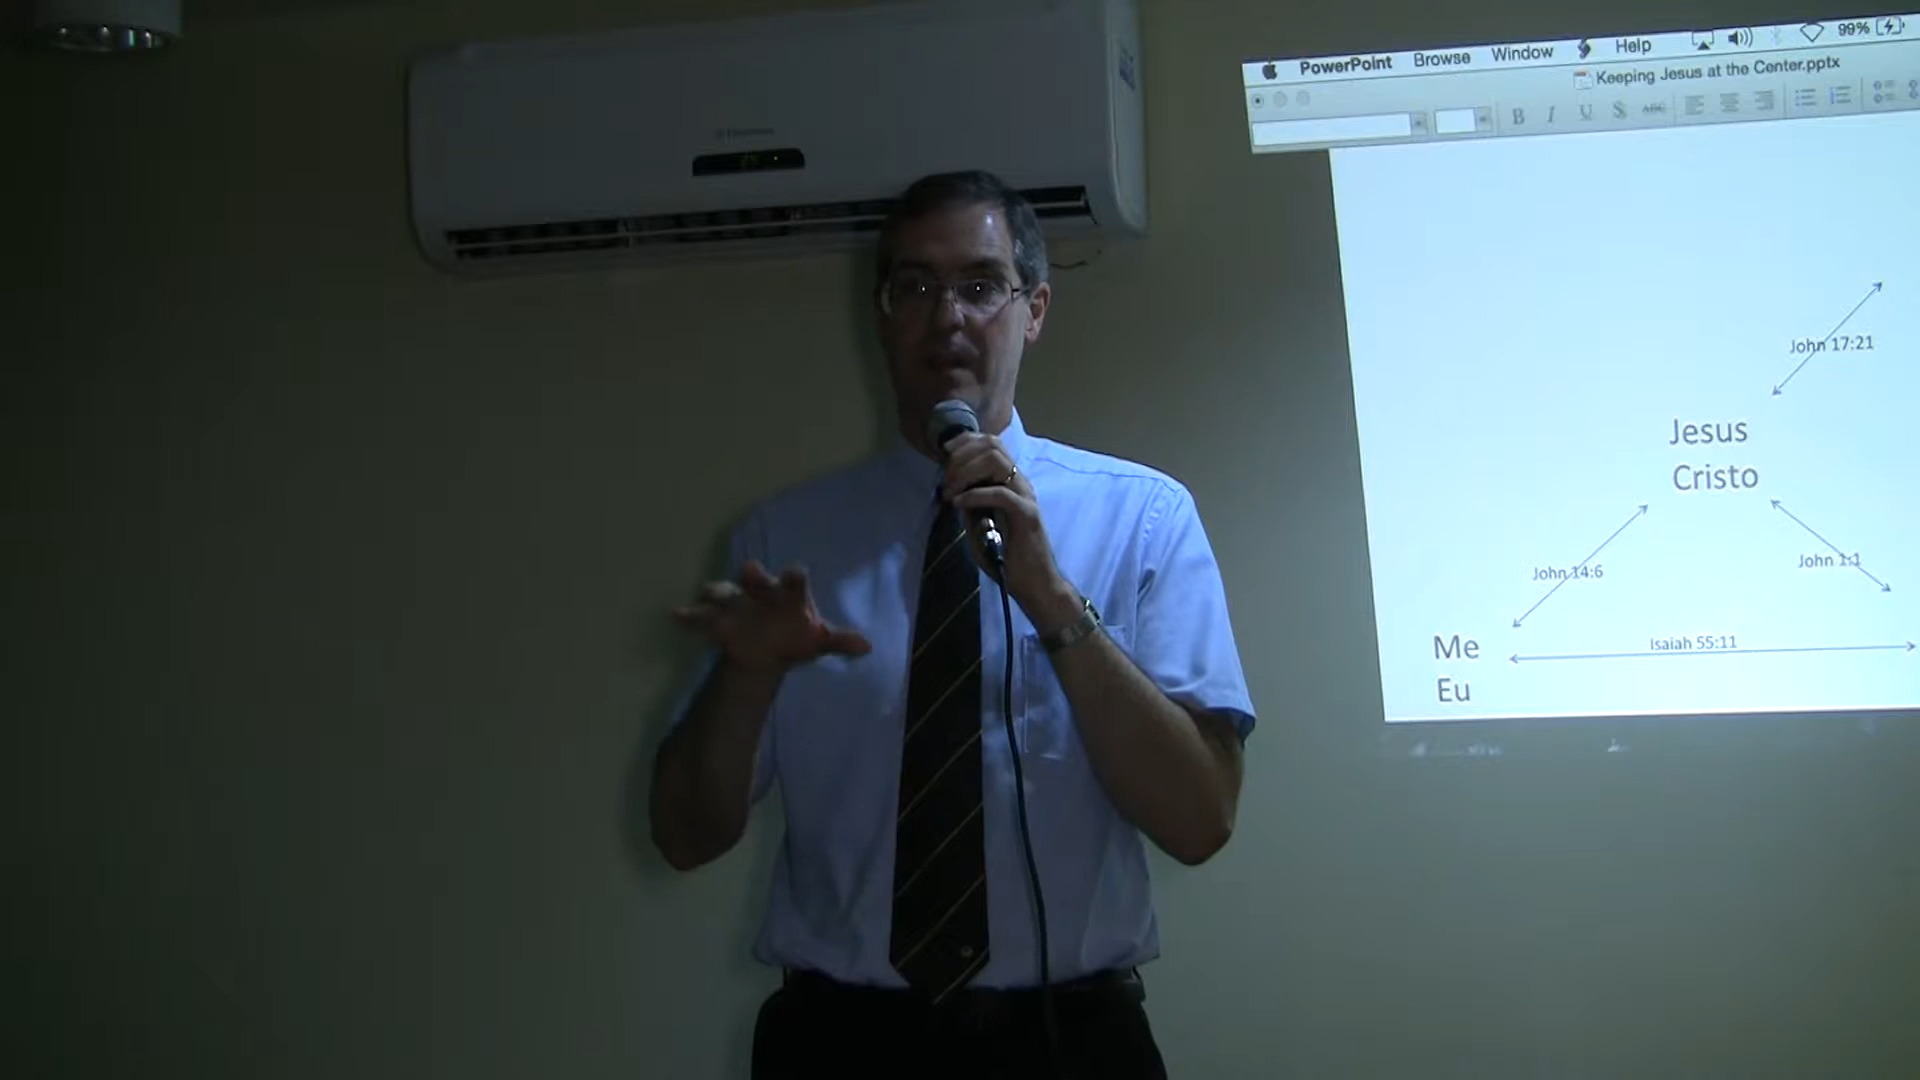 PowerPoint Browse Window Help 99%
Keeping Jesus at the Center.pptx
B I U S ABC
John 17:21
Jesus
Cristo
John 14:6
John 1:1
Isaiah 55:11
Me
Eu